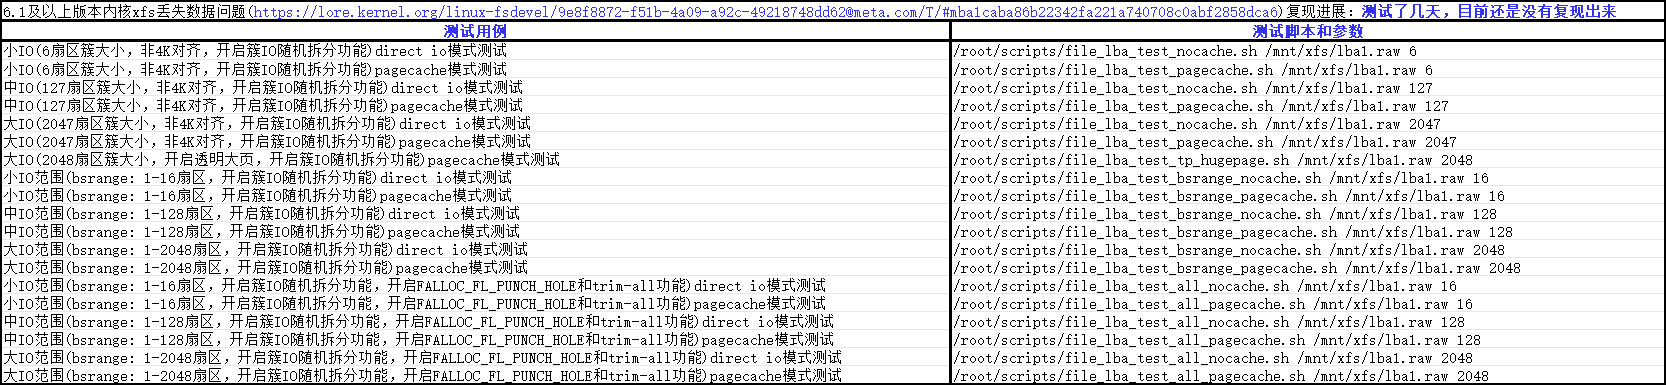 6.1及以上版本内核xfs丢失数据问题(https://lore.kernel.org/linux-fsdevel/9e8f8872-f51b-4a09-a92c-49218748dd62@meta.com/T/#mba1caba86b22342fa221a740708c0abf2858dca6)复现进展：测试了几天，目前还是没有复现出来
测试用例 测试脚本和参数
小IO(6扇区簇大小，非4K对齐，开启簇IO随机拆分功能)direct io模式测试 /root/scripts/file_lba_test_nocache.sh /mnt/xfs/lba1.raw 6
小IO(6扇区簇大小，非4K对齐，开启簇IO随机拆分功能)pagecache模式测试 /root/scripts/file_lba_test_pagecache.sh /mnt/xfs/lba1.raw 6
中IO(127扇区簇大小，非4K对齐，开启簇IO随机拆分功能)direct io模式测试 /root/scripts/file_lba_test_nocache.sh /mnt/xfs/lba1.raw 127
中IO(127扇区簇大小，非4K对齐，开启簇IO随机拆分功能)pagecache模式测试 /root/scripts/file_lba_test_pagecache.sh /mnt/xfs/lba1.raw 127
大IO(2047扇区簇大小，非4K对齐，开启簇IO随机拆分功能)direct io模式测试 /root/scripts/file_lba_test_nocache.sh /mnt/xfs/lba1.raw 2047
大IO(2047扇区簇大小，非4K对齐，开启簇IO随机拆分功能)pagecache模式测试 /root/scripts/file_lba_test_pagecache.sh /mnt/xfs/lba1.raw 2047
大IO(2048扇区簇大小，开启透明大页，开启簇IO随机拆分功能)pagecache模式测试 /root/scripts/file_lba_test_tp_hugepage.sh /mnt/xfs/lba1.raw 2048
小IO范围(bsrange: 1-16扇区，开启簇IO随机拆分功能)direct io模式测试 /root/scripts/file_lba_test_bsrange_nocache.sh /mnt/xfs/lba1.raw 16
小IO范围(bsrange: 1-16扇区，开启簇IO随机拆分功能)pagecache模式测试 /root/scripts/file_lba_test_bsrange_pagecache.sh /mnt/xfs/lba1.raw 16
中IO范围(bsrange: 1-128扇区，开启簇IO随机拆分功能)direct io模式测试 /root/scripts/file_lba_test_bsrange_nocache.sh /mnt/xfs/lba1.raw 128
中IO范围(bsrange: 1-128扇区，开启簇IO随机拆分功能)pagecache模式测试 /root/scripts/file_lba_test_bsrange_pagecache.sh /mnt/xfs/lba1.raw 128
大IO范围(bsrange: 1-2048扇区，开启簇IO随机拆分功能)direct io模式测试 /root/scripts/file_lba_test_bsrange_nocache.sh /mnt/xfs/lba1.raw 2048
大IO范围(bsrange: 1-2048扇区，开启簇IO随机拆分功能)pagecache模式测试 /root/scripts/file_lba_test_bsrange_pagecache.sh /mnt/xfs/lba1.raw 2048
小IO范围(bsrange: 1-16扇区，开启簇IO随机拆分功能，开启FALLOC_FL_PUNCH_HOLE和trim-all功能)direct io模式测试 /root/scripts/file_lba_test_all_nocache.sh /mnt/xfs/lba1.raw 16
小IO范围(bsrange: 1-16扇区，开启簇IO随机拆分功能，开启FALLOC_FL_PUNCH_HOLE和trim-all功能)pagecache模式测试 /root/scripts/file_lba_test_all_pagecache.sh /mnt/xfs/lba1.raw 16
中IO范围(bsrange: 1-128扇区，开启簇IO随机拆分功能，开启FALLOC_FL_PUNCH_HOLE和trim-all功能)direct io模式测试 /root/scripts/file_lba_test_all_nocache.sh /mnt/xfs/lba1.raw 128
中IO范围(bsrange: 1-128扇区，开启簇IO随机拆分功能，开启FALLOC_FL_PUNCH_HOLE和trim-all功能)pagecache模式测试 /root/scripts/file_lba_test_all_pagecache.sh /mnt/xfs/lba1.raw 128
大IO范围(bsrange: 1-2048扇区，开启簇IO随机拆分功能，开启FALLOC_FL_PUNCH_HOLE和trim-all功能)direct io模式测试 /root/scripts/file_lba_test_all_nocache.sh /mnt/xfs/lba1.raw 2048
大IO范围(bsrange: 1-2048扇区，开启簇IO随机拆分功能，开启FALLOC_FL_PUNCH_HOLE和trim-all功能)pagecache模式测试 /root/scripts/file_lba_test_all_pagecache.sh /mnt/xfs/lba1.raw 2048